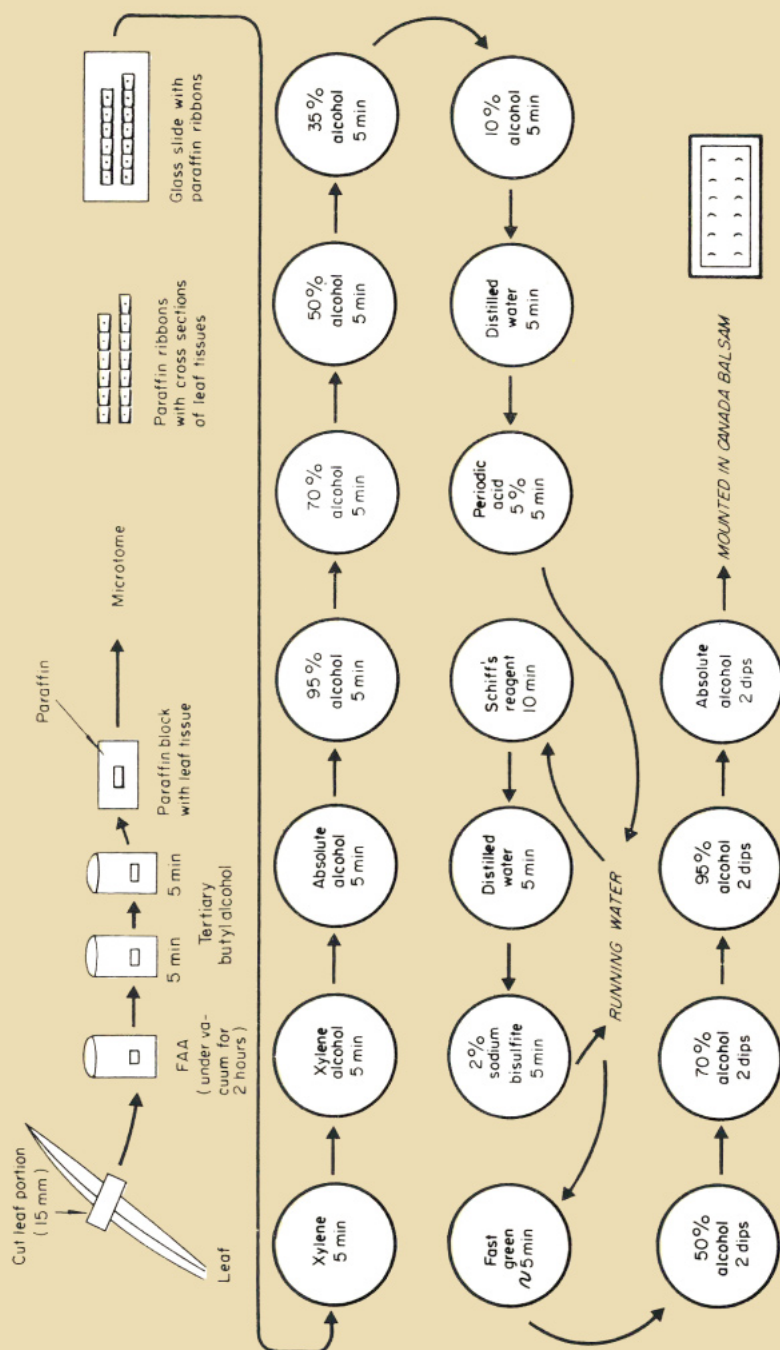 Cut leaf portion
(15 mm)
Leaf
FAA
(under va-
cuum for
2 hours)
5 min
5 min
Tertiary
butyl alcohol
Paraffin
Paraffin block
with leaf tissue
Microtome
Paraffin ribbons
with cross sections
of leaf tissues
Glass slide with
paraffin ribbons
Xylene
5 min
Xylene
alcohol
5 min
Absolute
alcohol
5 min
95%
alcohol
5 min
70%
alcohol
5 min
50%
alcohol
5 min
35%
alcohol
5 min
10%
alcohol
5 min
Distilled
water
5 min
Periodic
acid
5%
5 min
RUNNING WATER
Schiff's
reagent
10 min
Distilled
water
5 min
2%
sodium
bisulfite
5 min
Fast
green
~5 min
50%
alcohol
2 dips
70%
alcohol
2 dips
95%
alcohol
2 dips
Absolute
alcohol
2 dips
MOUNTED IN CANADA BALSAM